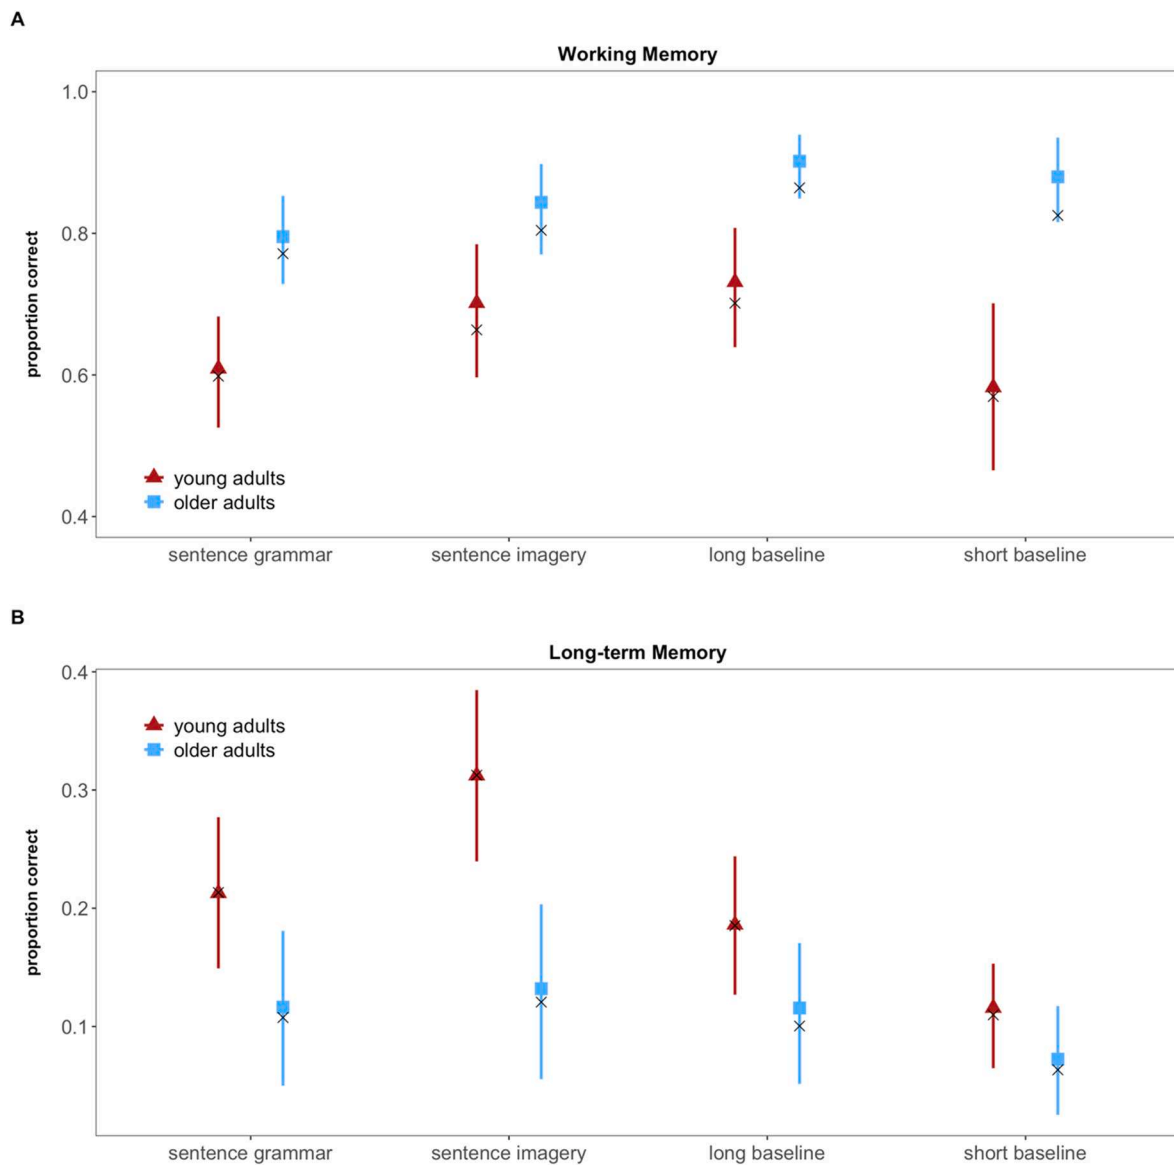 A
Working Memory
1.0
0.8
0.6
0.4
proportion correct
young adults
older adults
sentence grammar
sentence imagery
long baseline
short baseline
B
Long-term Memory
0.4
0.3
0.2
0.1
proportion correct
young adults
older adults
sentence grammar
sentence imagery
long baseline
short baseline